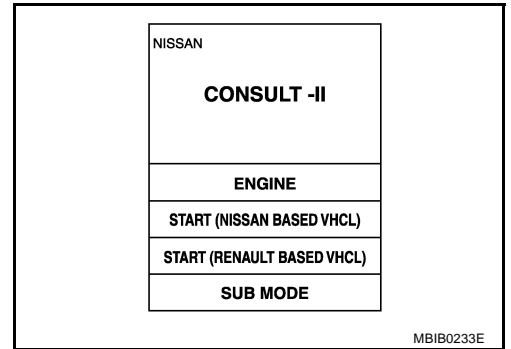 NISSAN
CONSULT -II
ENGINE
START (NISSAN BASED VHCL)
START (RENAULT BASED VHCL)
SUB MODE
MBIB0233E